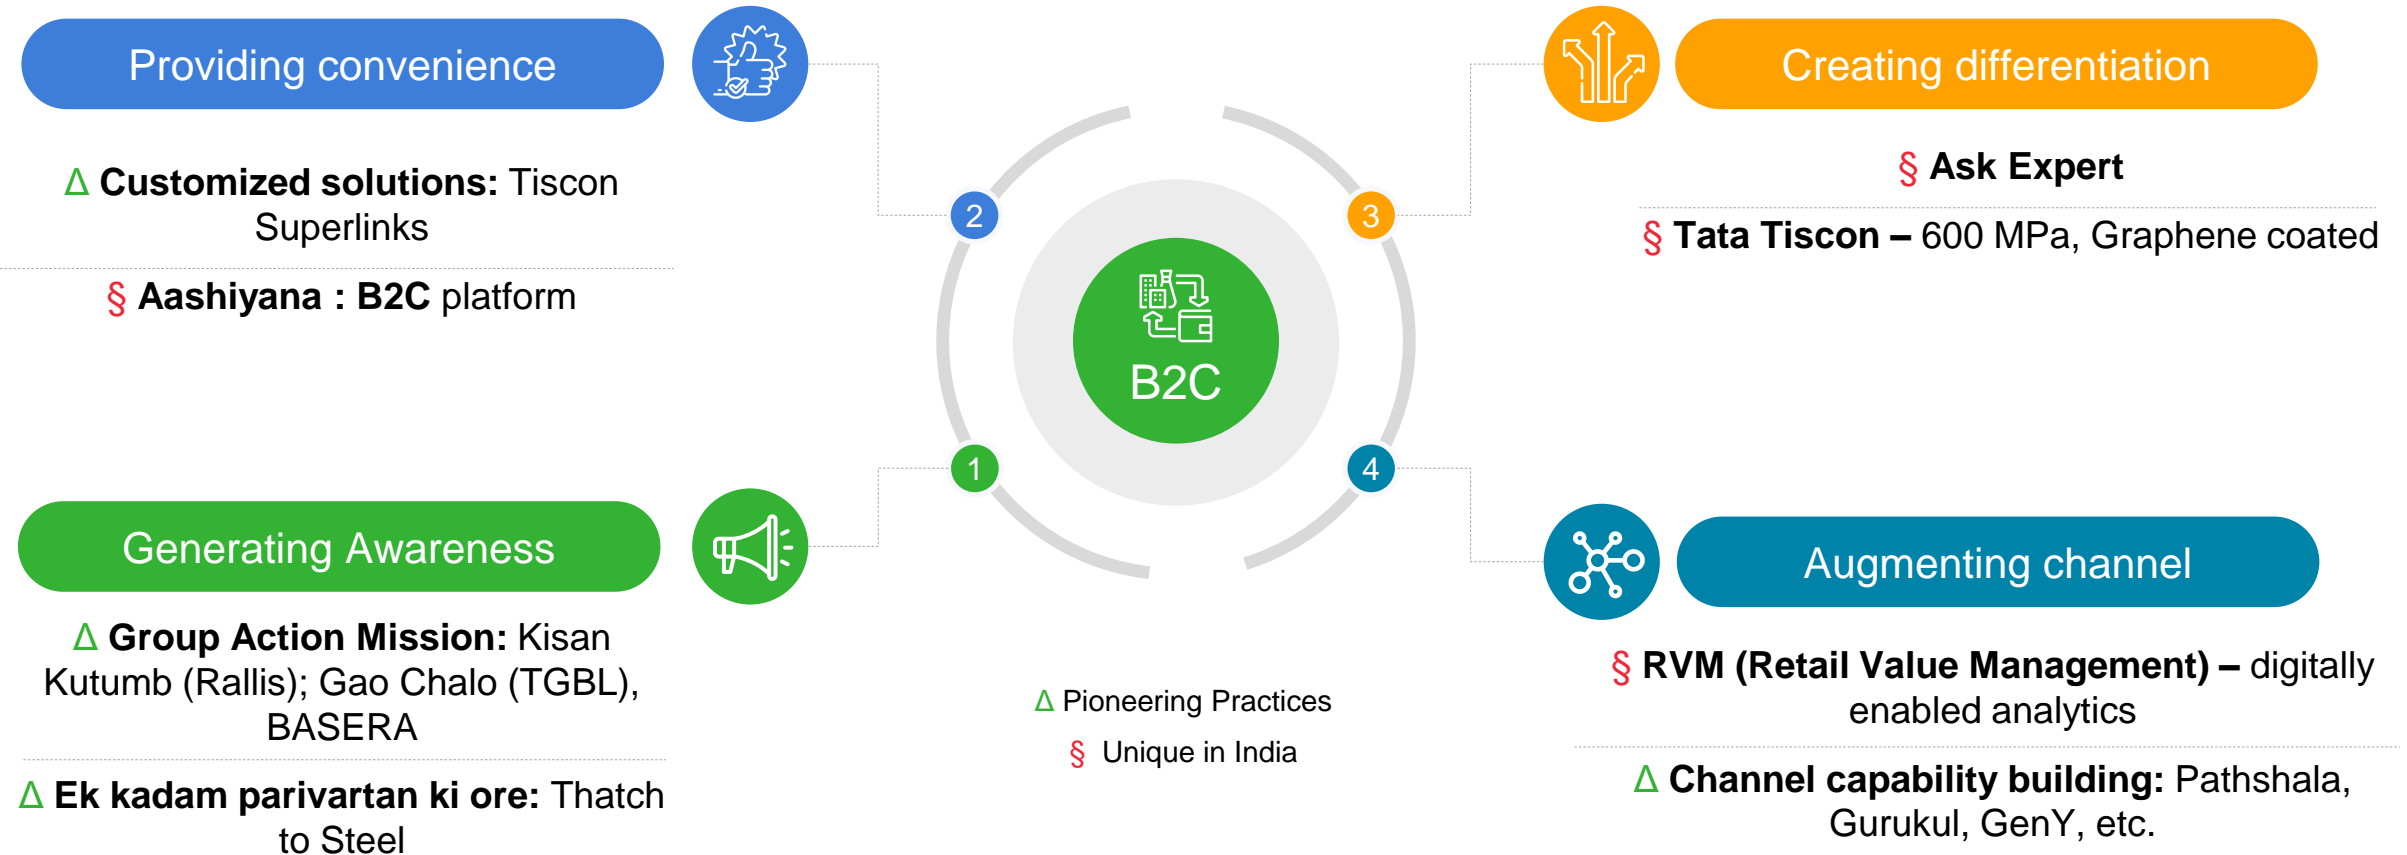 Providing convenience
Δ Customized solutions: Tiscon
Superlinks
§ Aashiyana : B2C platform
Creating differentiation
§ Ask Expert
§ Tata Tiscon – 600 MPa, Graphene coated
2
3
B2C
1
4
Generating Awareness
Δ Group Action Mission: Kisan
Kutumb (Rallis); Gao Chalo (TGBL),
BASERA
Δ Ek kadam parivartan ki ore: Thatch
to Steel
Δ Pioneering Practices
§ Unique in India
Augmenting channel
§ RVM (Retail Value Management) – digitally
enabled analytics
Δ Channel capability building: Pathshala,
Gurukul, GenY, etc.